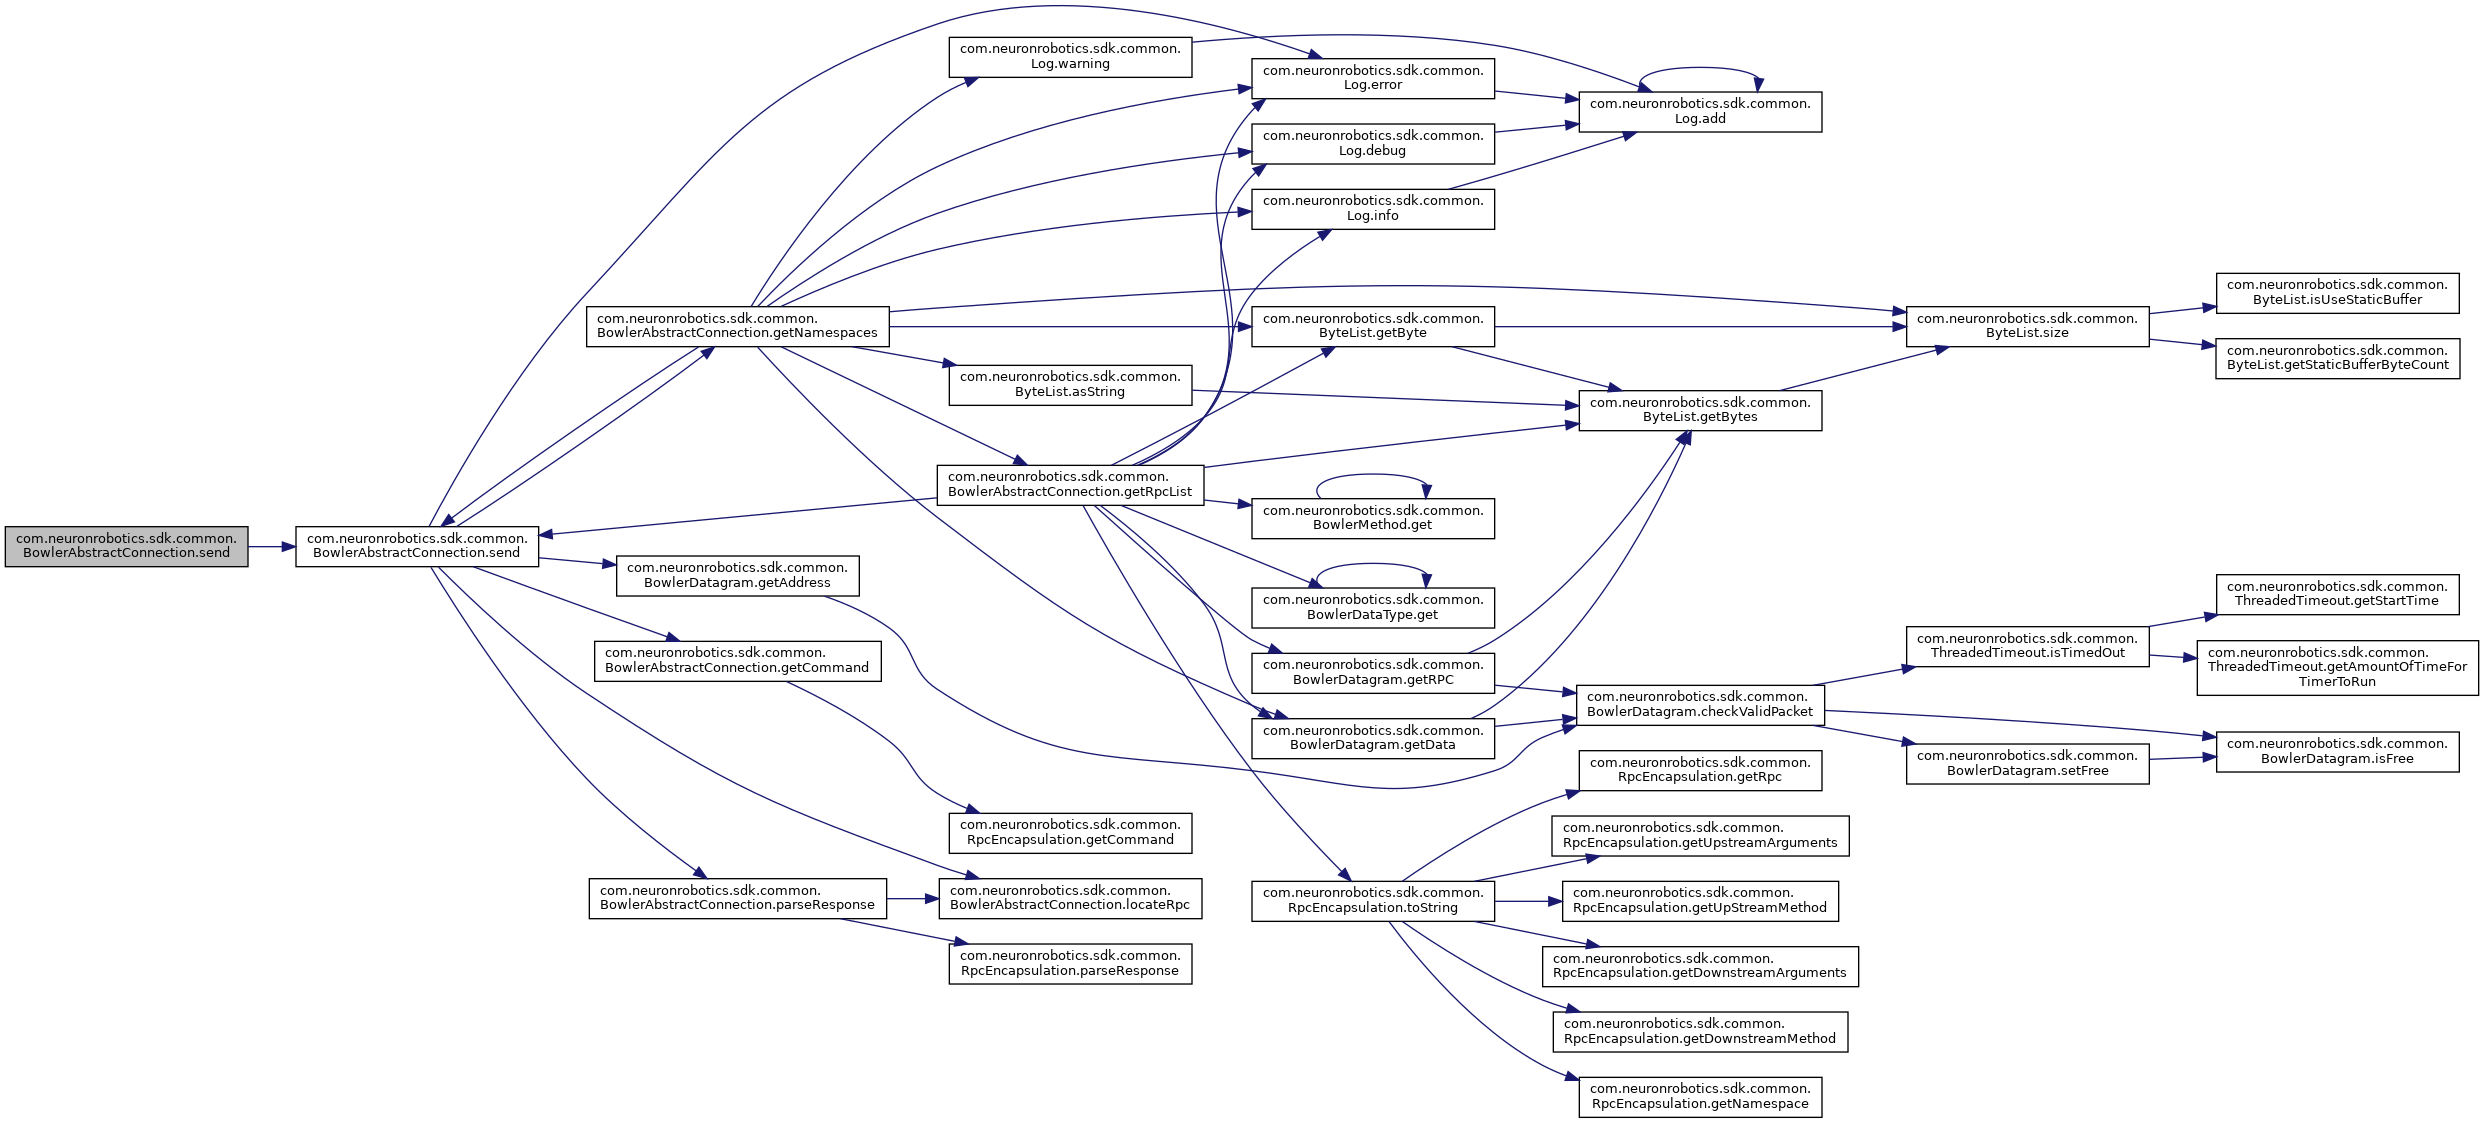 com.neuronrobotics.sdk.common.
BowlerAbstractConnection.send
com.neuronrobotics.sdk.common.
BowlerAbstractConnection.send
com.neuronrobotics.sdk.common.
BowlerAbstractConnection.getNamespaces
com.neuronrobotics.sdk.common.
BowlerDatagram.getAddress
com.neuronrobotics.sdk.common.
BowlerAbstractConnection.getCommand
com.neuronrobotics.sdk.common.
BowlerAbstractConnection.parseResponse
com.neuronrobotics.sdk.common.
Log.warning
com.neuronrobotics.sdk.common.
ByteList.asString
com.neuronrobotics.sdk.common.
BowlerAbstractConnection.getRpcList
com.neuronrobotics.sdk.common.
RpcEncapsulation.getCommand
com.neuronrobotics.sdk.common.
BowlerAbstractConnection.locateRpc
com.neuronrobotics.sdk.common.
RpcEncapsulation.parseResponse
com.neuronrobotics.sdk.common.
Log.error
com.neuronrobotics.sdk.common.
Log.debug
com.neuronrobotics.sdk.common.
Log.info
com.neuronrobotics.sdk.common.
ByteList.getByte
com.neuronrobotics.sdk.common.
BowlerMethod.get
com.neuronrobotics.sdk.common.
BowlerDataType.get
com.neuronrobotics.sdk.common.
BowlerDatagram.getRPC
com.neuronrobotics.sdk.common.
BowlerDatagram.getData
com.neuronrobotics.sdk.common.
RpcEncapsulation.toString
com.neuronrobotics.sdk.common.
Log.add
com.neuronrobotics.sdk.common.
ByteList.getBytes
com.neuronrobotics.sdk.common.
BowlerDatagram.checkValidPacket
com.neuronrobotics.sdk.common.
RpcEncapsulation.getRpc
com.neuronrobotics.sdk.common.
RpcEncapsulation.getUpstreamArguments
com.neuronrobotics.sdk.common.
RpcEncapsulation.getUpStreamMethod
com.neuronrobotics.sdk.common.
RpcEncapsulation.getDownstreamArguments
com.neuronrobotics.sdk.common.
RpcEncapsulation.getDownstreamMethod
com.neuronrobotics.sdk.common.
RpcEncapsulation.getNamespace
com.neuronrobotics.sdk.common.
ByteList.size
com.neuronrobotics.sdk.common.
ThreadedTimeout.isTimedOut
com.neuronrobotics.sdk.common.
BowlerDatagram.setFree
com.neuronrobotics.sdk.common.
ByteList.isUseStaticBuffer
com.neuronrobotics.sdk.common.
ByteList.getStaticBufferByteCount
com.neuronrobotics.sdk.common.
ThreadedTimeout.getStartTime
com.neuronrobotics.sdk.common.
ThreadedTimeout.getAmountOfTimeFor
TimerToRun
com.neuronrobotics.sdk.common.
BowlerDatagram.isFree